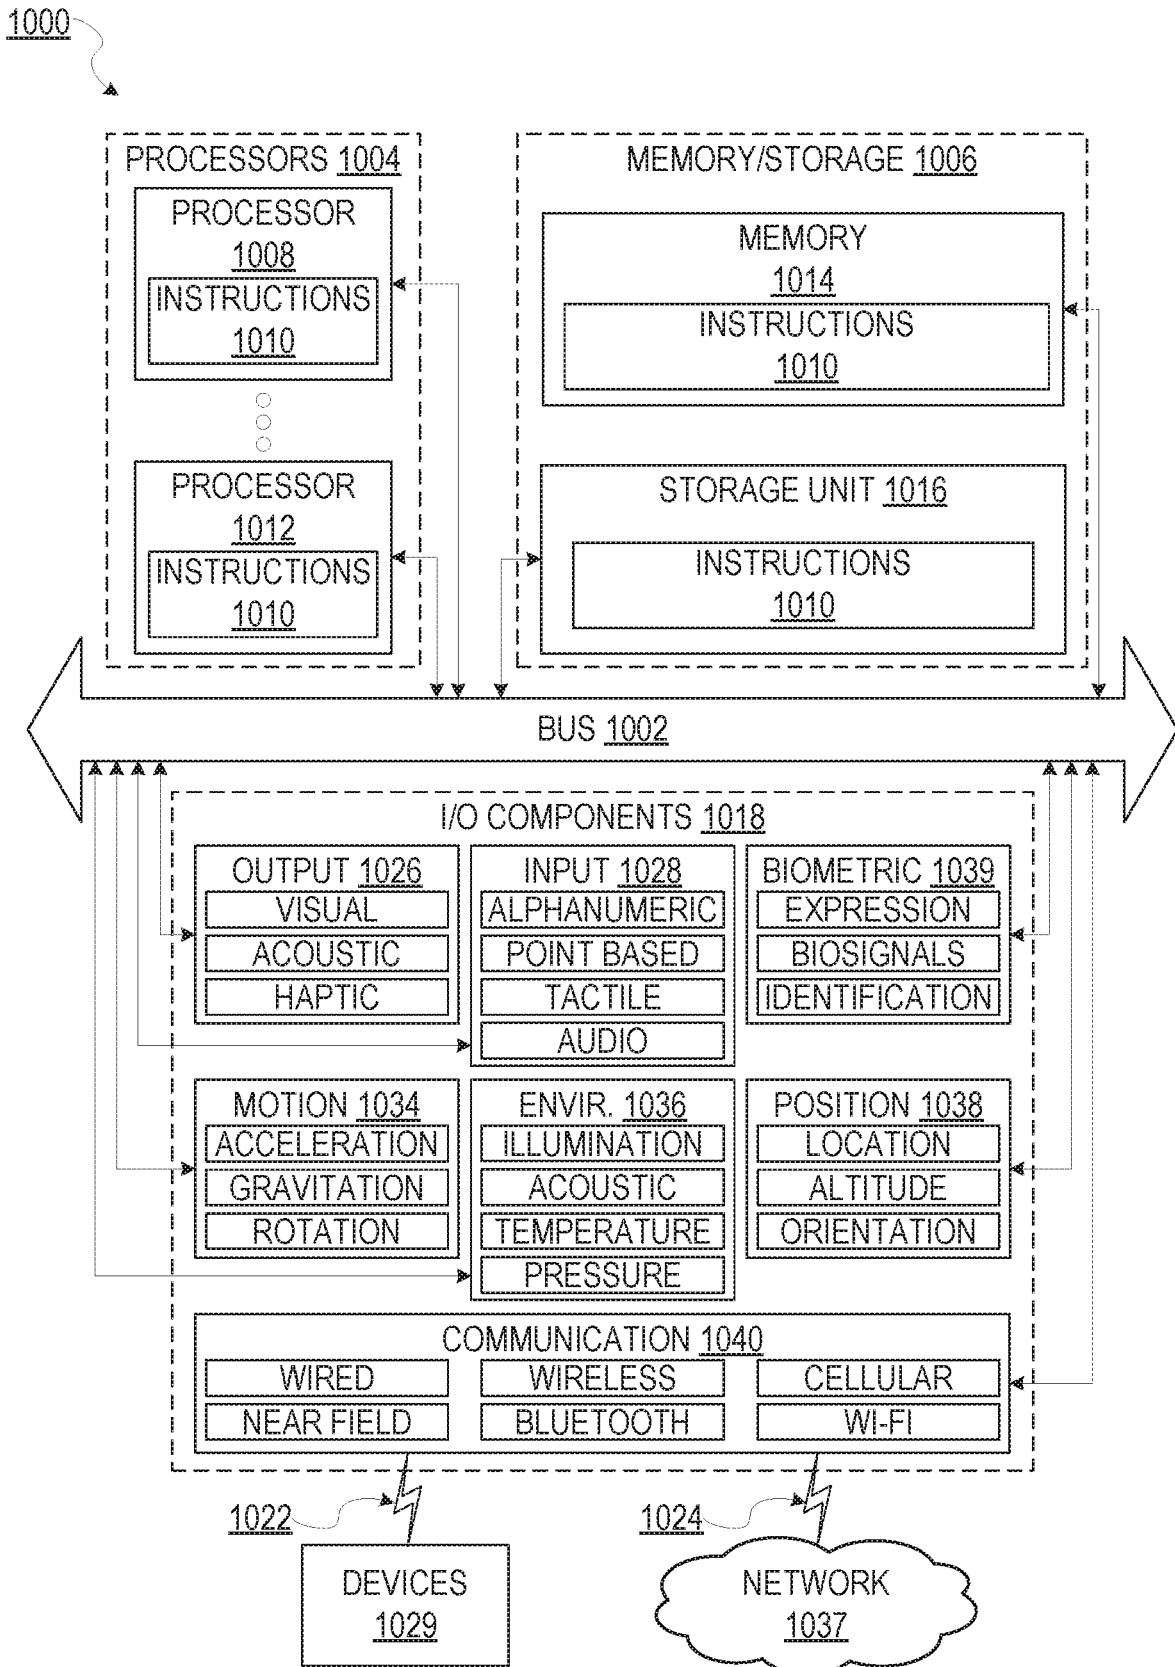 1000
PROCESSORS 1004
PROCESSOR
1008
INSTRUCTIONS
1010
PROCESSOR
1012
INSTRUCTIONS
1010
MEMORY/STORAGE 1006
MEMORY
1014
INSTRUCTIONS
1010
STORAGE UNIT 1016
INSTRUCTIONS
1010
BUS 1002
I/O COMPONENTS 1018
OUTPUT 1026
VISUAL
ACOUSTIC
HAPTIC
INPUT 1028
ALPHANUMERIC
POINT BASED
TACTILE
AUDIO
BIOMETRIC 1039
EXPRESSION
BIOSIGNALS
IDENTIFICATION
MOTION 1034
ACCELERATION
GRAVITATION
ROTATION
ENVIR. 1036
ILLUMINATION
ACOUSTIC
TEMPERATURE
PRESSURE
POSITION 1038
LOCATION
ALTITUDE
ORIENTATION
COMMUNICATION 1040
WIRED
WIRELESS
CELLULAR
NEAR FIELD
BLUETOOTH
WI-FI
1022
1024
DEVICES
1029
NETWORK
1037